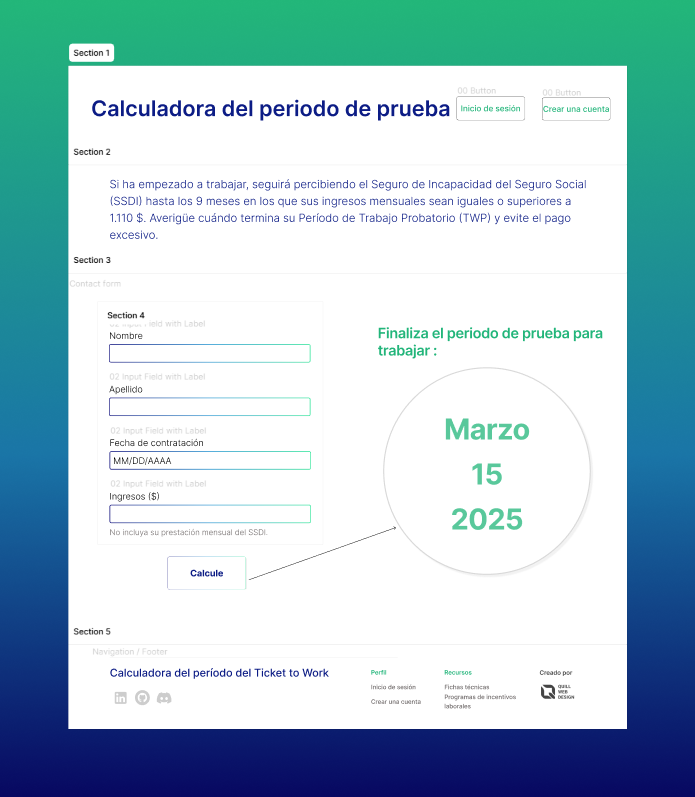 Section 1
00 Button
00 Button
Calculadora del periodo de prueba
Inicio de sesión
Crear una cuenta
Section 2
Si ha empezado a trabajar, seguirá percibiendo el Seguro de Incapacidad del Seguro Social
(SSDI) hasta los 9 meses en los que sus ingresos mensuales sean iguales o superiores a
1.110 $. Averigüe cuándo termina su Período de Trabajo Probatorio (TWP) y evite el pago
excesivo.
Section 3
Contact form
Section 4
ield with Label
Nombre
02 Input Field with Label
Apellido
02 Input Field with Label
Fecha de contratación
MM/DD/AAAA
02 Input Field with Label
Ingresos ($)
No incluya su prestación mensual del SSDI.
Calcule
Finaliza el periodo de prueba para
trabajar :
Marzo
15
2025
Section 5
Navigation / Footer
Calculadora del período del Ticket to Work
Perfil
Inicio de sesión
Crear una cuenta
Recursos
Fichas técnicas
Programas de incentivos
laborales
Creado por
QUILL
WEB
DESIGN